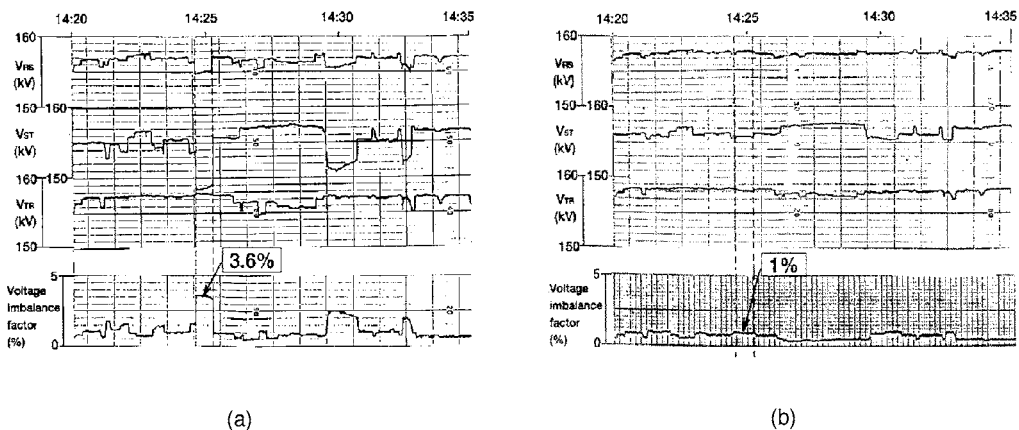 14:20 14:25 14:30 14:35
160
VRS
(kV)
150 160
VST
(kV)
160 150
VTR
(kV)
150
3.6%
5
Voltage
imbalance
factor
(%)
0
(a)
14:20 14:25 14:30 14:35
160
VRS
(kV)
150 160
VST
(kV)
160 150
VTR
(kV)
150
1%
5
Voltage
imbalance
factor
(%)
0
(b)